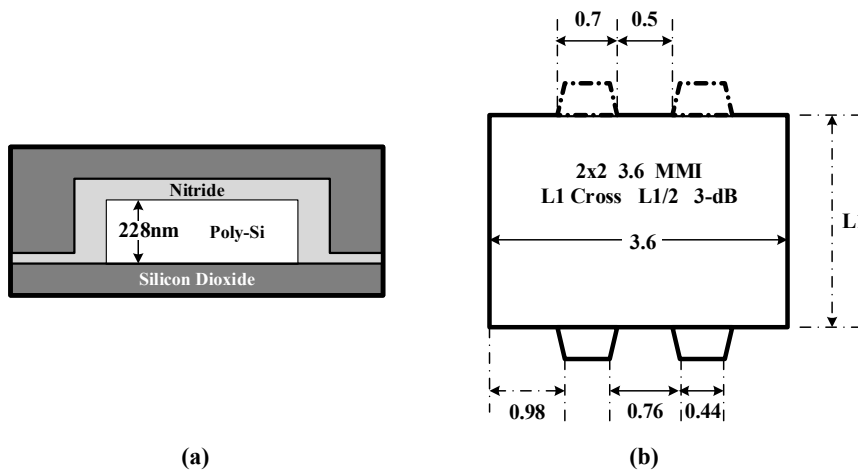 Nitride
228nm
Poly-Si
Silicon Dioxide
(a)
0.7
0.5
2x2 3.6 MMI
L1 Cross L1/2 3-dB
3.6
L1
0.98
0.76
0.44
(b)